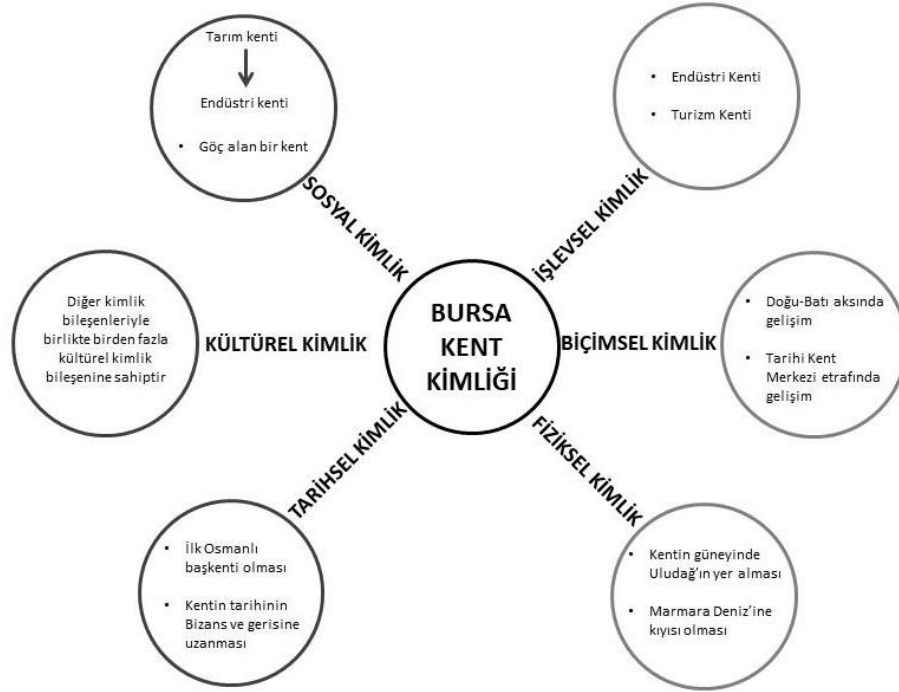 Tarım kenti
Endüstri kenti
• Göç alan bir kent
SOSYAL KİMLİK
• Endüstri Kenti
• Turizm Kenti
İŞLEVSEL KİMLİK
Diğer kimlik
bileşenleriyle
birlikte birden fazla
kültürel kimlik
bileşenine sahiptir
KÜLTÜREL KİMLİK
BURSA
KENT
KİMLİĞİ
BİÇİMSEL KİMLİK
• Doğu-Batı aksında
gelişim
• Tarihi Kent
Merkezi etrafında
gelişim
TARİHSEL KİMLİK
• İlk Osmanlı
başkenti olması
• Kentin tarihinin
Bizans ve gerisine
uzanması
FİZİKSEL KİMLİK
• Kentin güneyinde
Uludağ’ın yer alması
• Marmara Deniz’ine
kıyısı olması